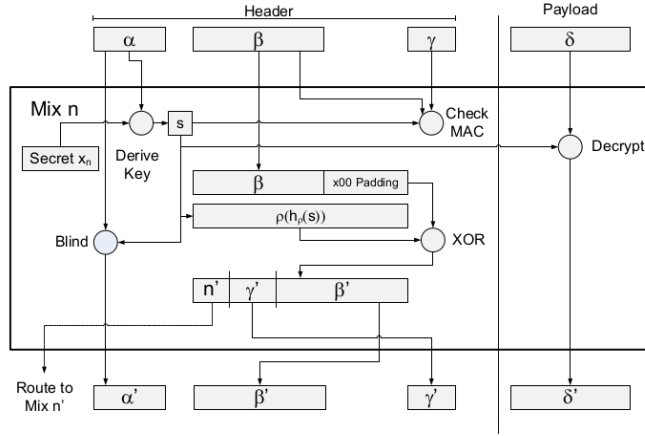 Header
Payload
α
β
γ
δ
Mix n
s
Check
MAC
Secret xn
Derive
Key
Decrypt
β
x00 Padding
ρ(hρ(s))
Blind
XOR
n'
γ'
β'
Route to
Mix n'
α'
β'
γ'
δ'